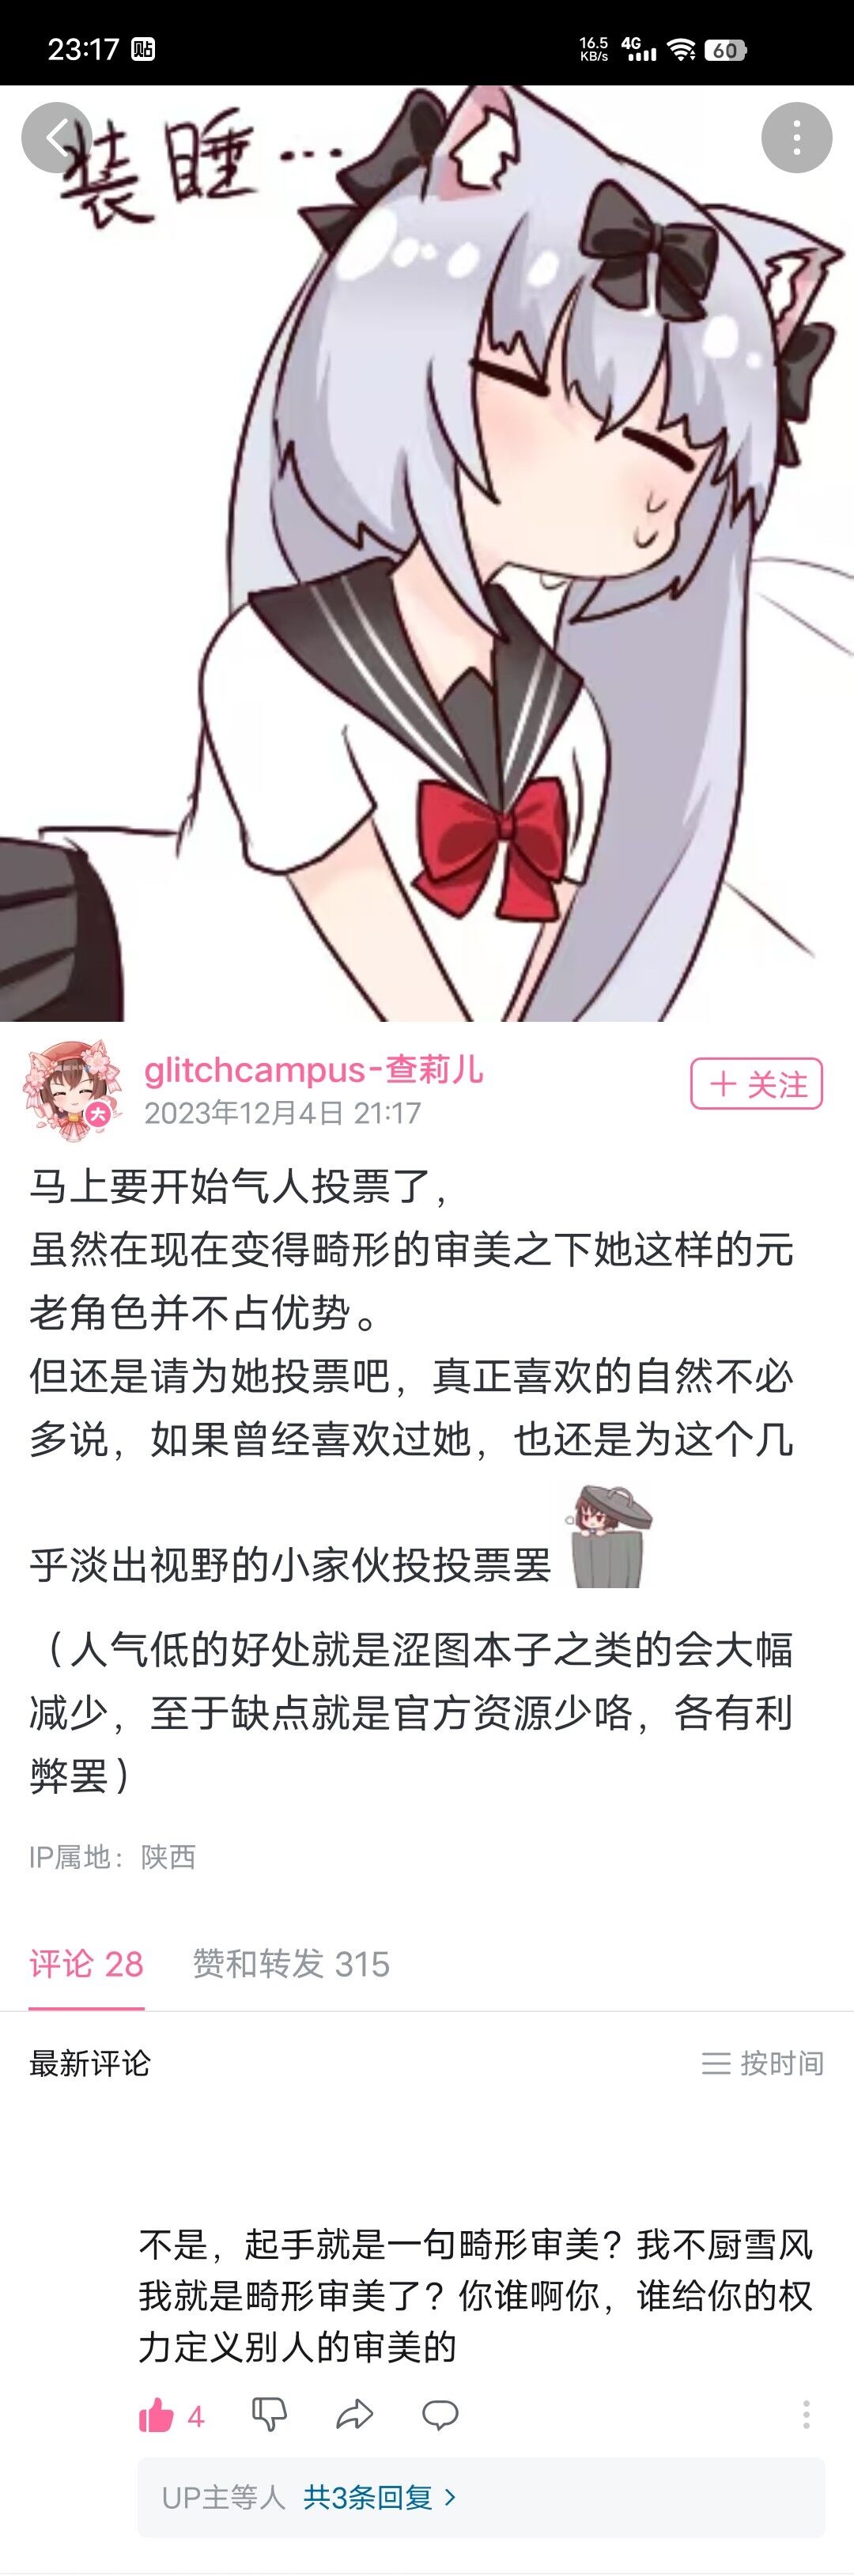 23:17 贴
16.5 KB/s 4G 60
装睡…
glitchcampus-查莉儿
大
2023年12月4日 21:17
＋ 关注
马上要开始气人投票了，
虽然在现在变得畸形的审美之下她这样的元
老角色并不占优势。
但还是请为她投票吧，真正喜欢的自然不必
多说，如果曾经喜欢过她，也还是为这个几
乎淡出视野的小家伙投投票罢
（人气低的好处就是涩图本子之类的会大幅
减少，至于缺点就是官方资源少咯，各有利
弊罢）
IP属地：陕西
评论 28 赞和转发 315
最新评论 按时间
不是，起手就是一句畸形审美？我不厨雪风
我就是畸形审美了？你谁啊你，谁给你的权
力定义别人的审美的
4
UP主等人 共3条回复 >